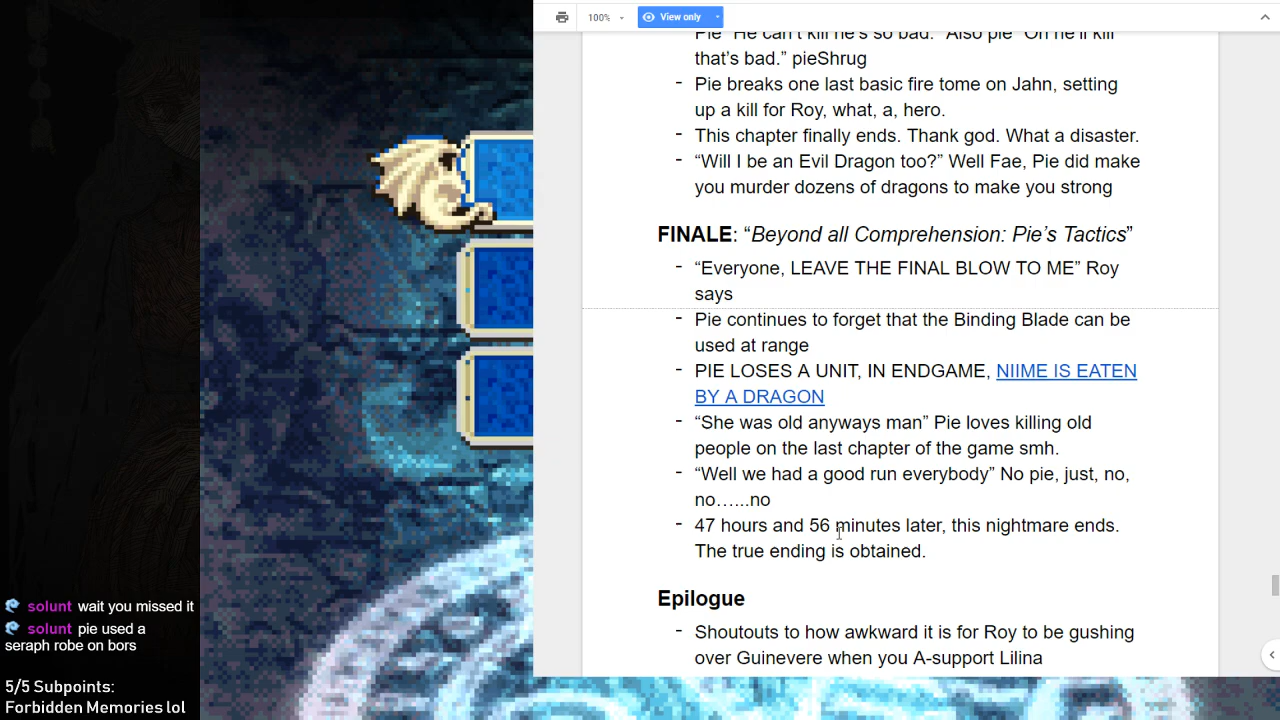 100%
View only
Pie "He can't kill he's so bad." Also pie "Oh he'll kill
that's bad." pieShrug
- Pie breaks one last basic fire tome on Jahn, setting
up a kill for Roy, what, a, hero.
- This chapter finally ends. Thank god. What a disaster.
- “Will I be an Evil Dragon too?” Well Fae, Pie did make
you murder dozens of dragons to make you strong
FINALE: “Beyond all Comprehension: Pie’s Tactics”
- “Everyone, LEAVE THE FINAL BLOW TO ME” Roy
says
- Pie continues to forget that the Binding Blade can be
used at range
- PIE LOSES A UNIT, IN ENDGAME, NIIME IS EATEN
BY A DRAGON
- “She was old anyways man” Pie loves killing old
people on the last chapter of the game smh.
- “Well we had a good run everybody” No pie, just, no,
no…...no
- 47 hours and 56 minutes later, this nightmare ends.
The true ending is obtained.
Epilogue
- Shoutouts to how awkward it is for Roy to be gushing
over Guinevere when you A-support Lilina
solunt wait you missed it
solunt pie used a
seraph robe on bors
5/5 Subpoints:
Forbidden Memories lol